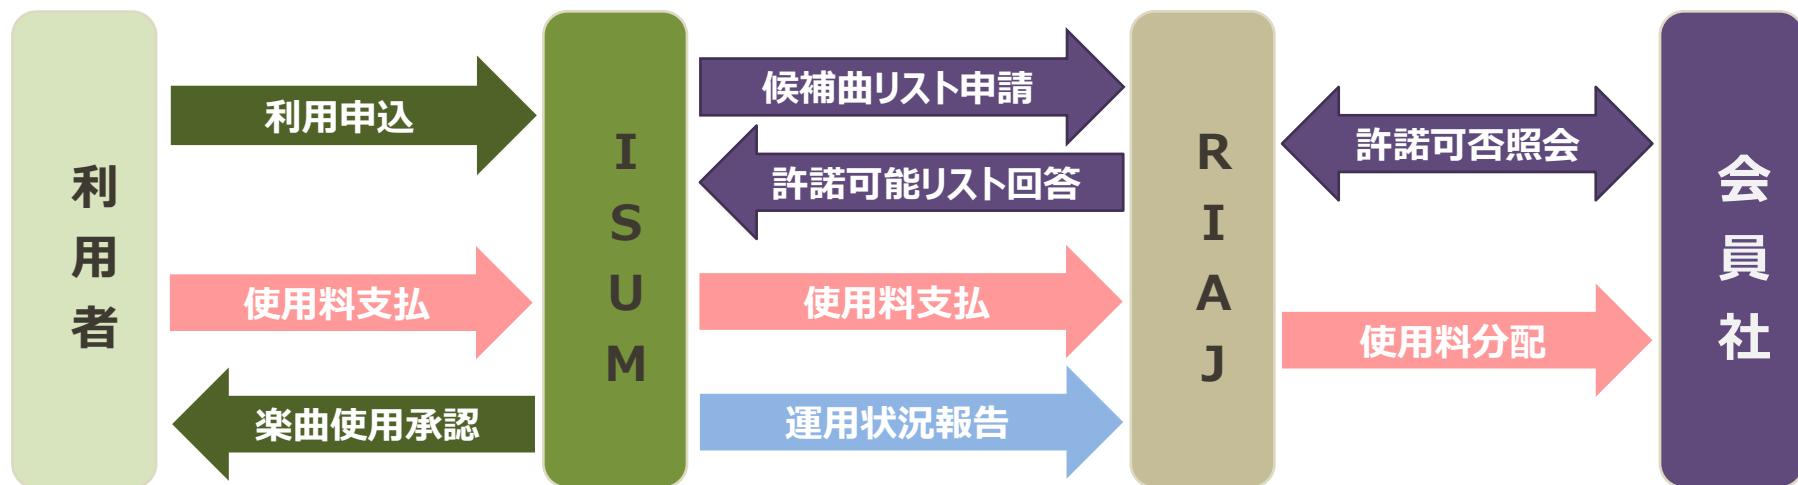 利用者
利用申込
使用料支払
楽曲使用承認
ISUM
候補曲リスト申請
許諾可能リスト回答
使用料支払
運用状況報告
RIAJ
許諾可否照会
使用料分配
会員社